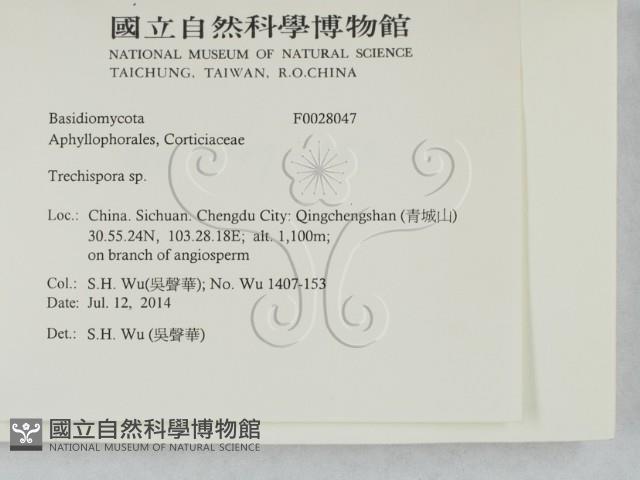 國立自然科學博物館
NATIONAL MUSEUM OF NATURAL SCIENCE
TAICHUNG, TAIWAN, R.O.CHINA
Basidiomycota F0028047
Aphyllophorales, Corticiaceae
Trechispora sp.
Loc.: China. Sichuan. Chengdu City: Qingchengshan (青城山)
30.55.24N, 103.28.18E; alt. 1,100m;
on branch of angiosperm
Col.: S.H. Wu(吳聲華); No. Wu 1407-153
Date: Jul. 12, 2014
Det.: S.H. Wu (吳聲華)
國立自然科學博物館
NATIONAL MUSEUM OF NATURAL SCIENCE